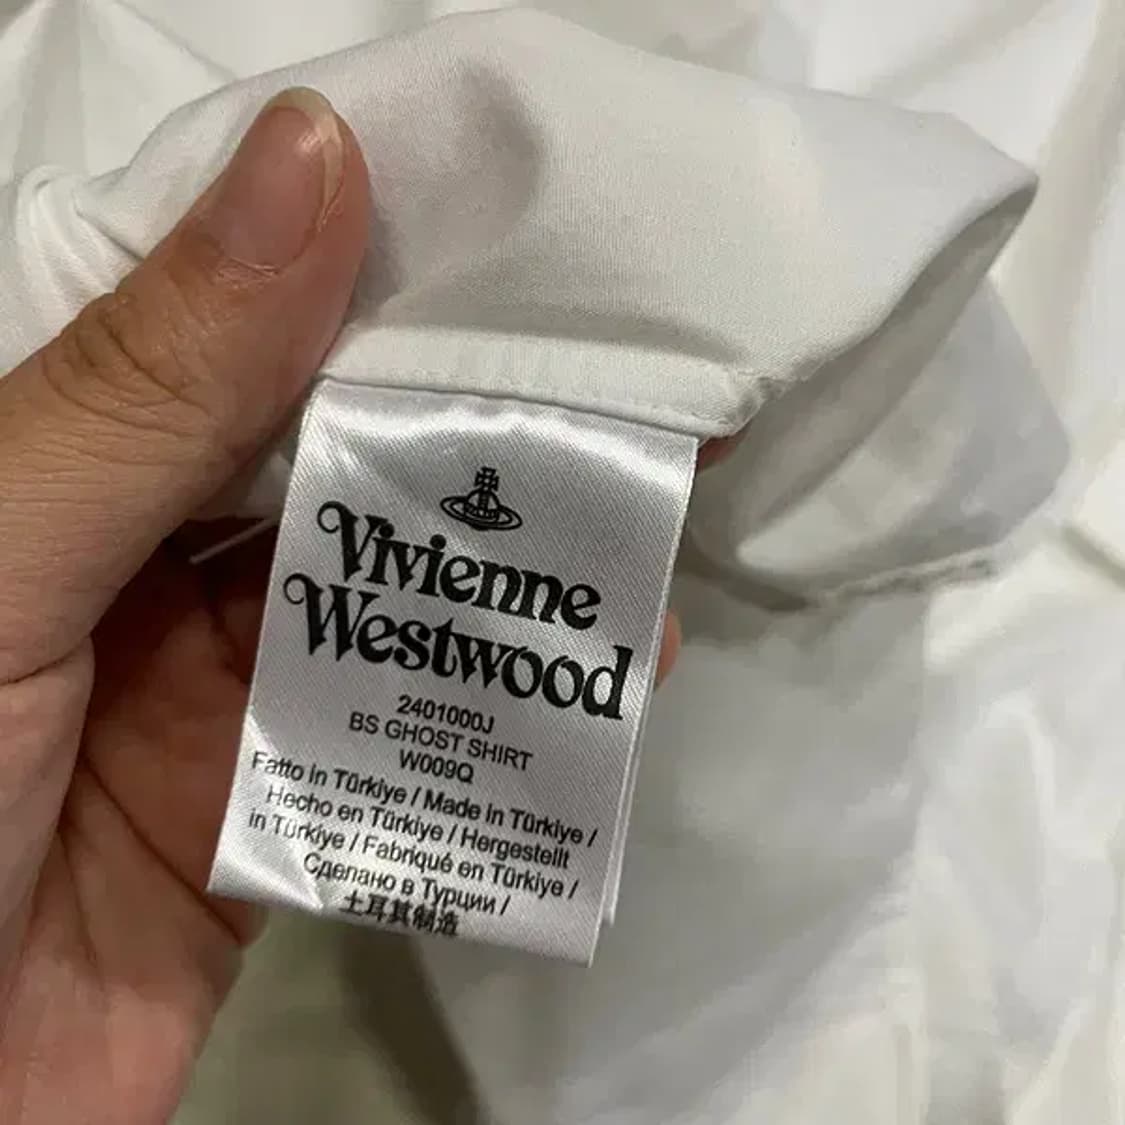 Vivienne
Westwood
2401000J
BS GHOST SHIRT
W009Q
Fatto in Türkiye / Made in Türkiye /
Hecho en Türkiye / Hergestellt
in Türkiye / Fabriqué en Türkiye /
Сделано в Турции /
土耳其制造